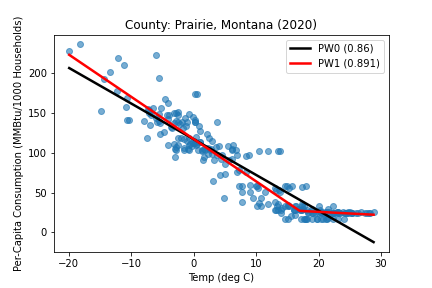 County: Prairie, Montana (2020)
PW0 (0.86)
PW1 (0.891)
Per-Capita Consumption (MMBtu/1000 Households)
200
150
100
50
0
−20
−10
0
10
20
30
Temp (deg C)